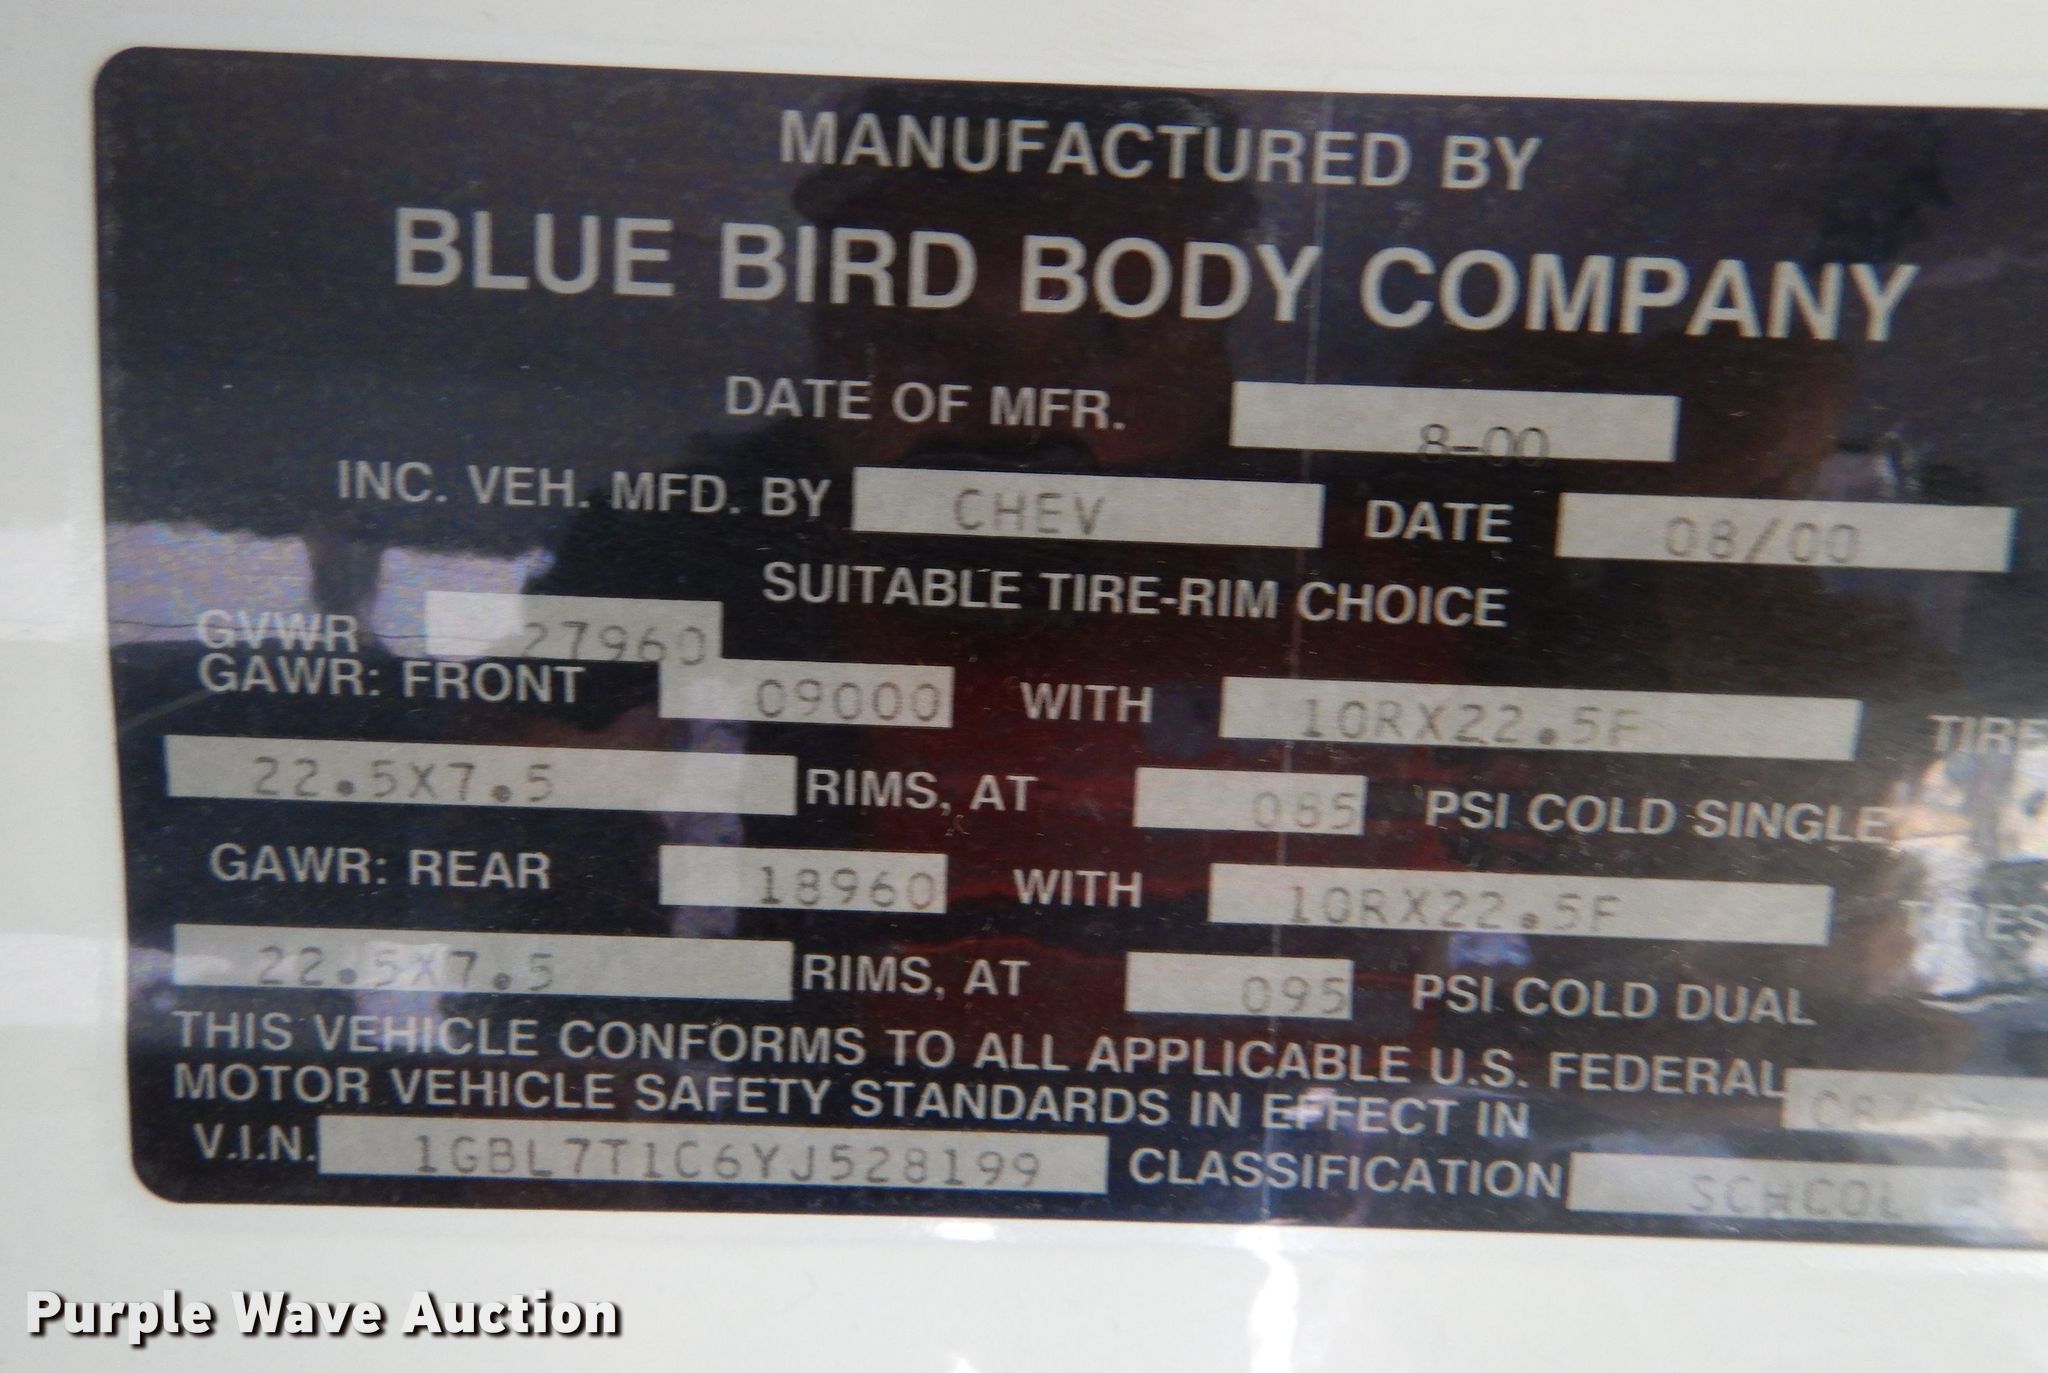 MANUFACTURED BY
BLUE BIRD BODY COMPANY
DATE OF MFR. 8-00
INC. VEH. MFD. BY CHEV DATE 08/00
SUITABLE TIRE-RIM CHOICE
GVWR 27960
GAWR: FRONT 09000 WITH 10RX22.5F TIRE
22.5X7.5 RIMS, AT 085 PSI COLD SINGLE
GAWR: REAR 18960 WITH 10RX22.5F TIRES
22.5X7.5 RIMS, AT 095 PSI COLD DUAL
THIS VEHICLE CONFORMS TO ALL APPLICABLE U.S. FEDERAL
MOTOR VEHICLE SAFETY STANDARDS IN EFFECT IN
V.I.N. 1GBL7T1C6YJ528199 CLASSIFICATION SCHOOL
Purple Wave Auction